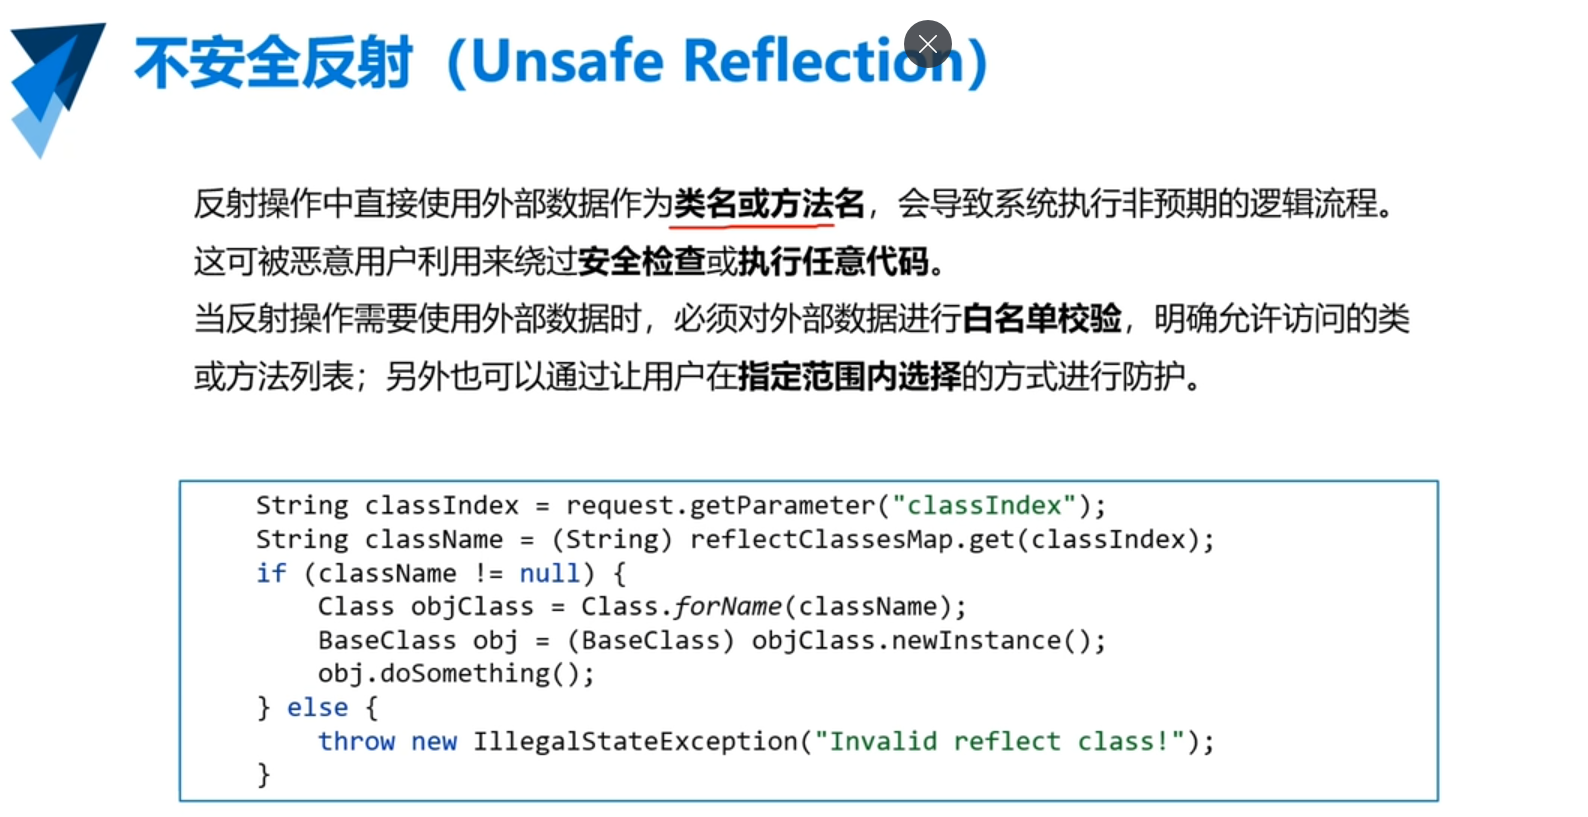 不安全反射（Unsafe Reflection）
反射操作中直接使用外部数据作为类名或方法名，会导致系统执行非预期的逻辑流程。
这可被恶意用户利用来绕过安全检查或执行任意代码。
当反射操作需要使用外部数据时，必须对外部数据进行白名单校验，明确允许访问的类
或方法列表；另外也可以通过让用户在指定范围内选择的方式进行防护。
String classIndex = request.getParameter("classIndex");
String className = (String) reflectClassesMap.get(classIndex);
if (className != null) {
    Class objClass = Class.forName(className);
    BaseClass obj = (BaseClass) objClass.newInstance();
    obj.doSomething();
} else {
    throw new IllegalStateException("Invalid reflect class!");
}